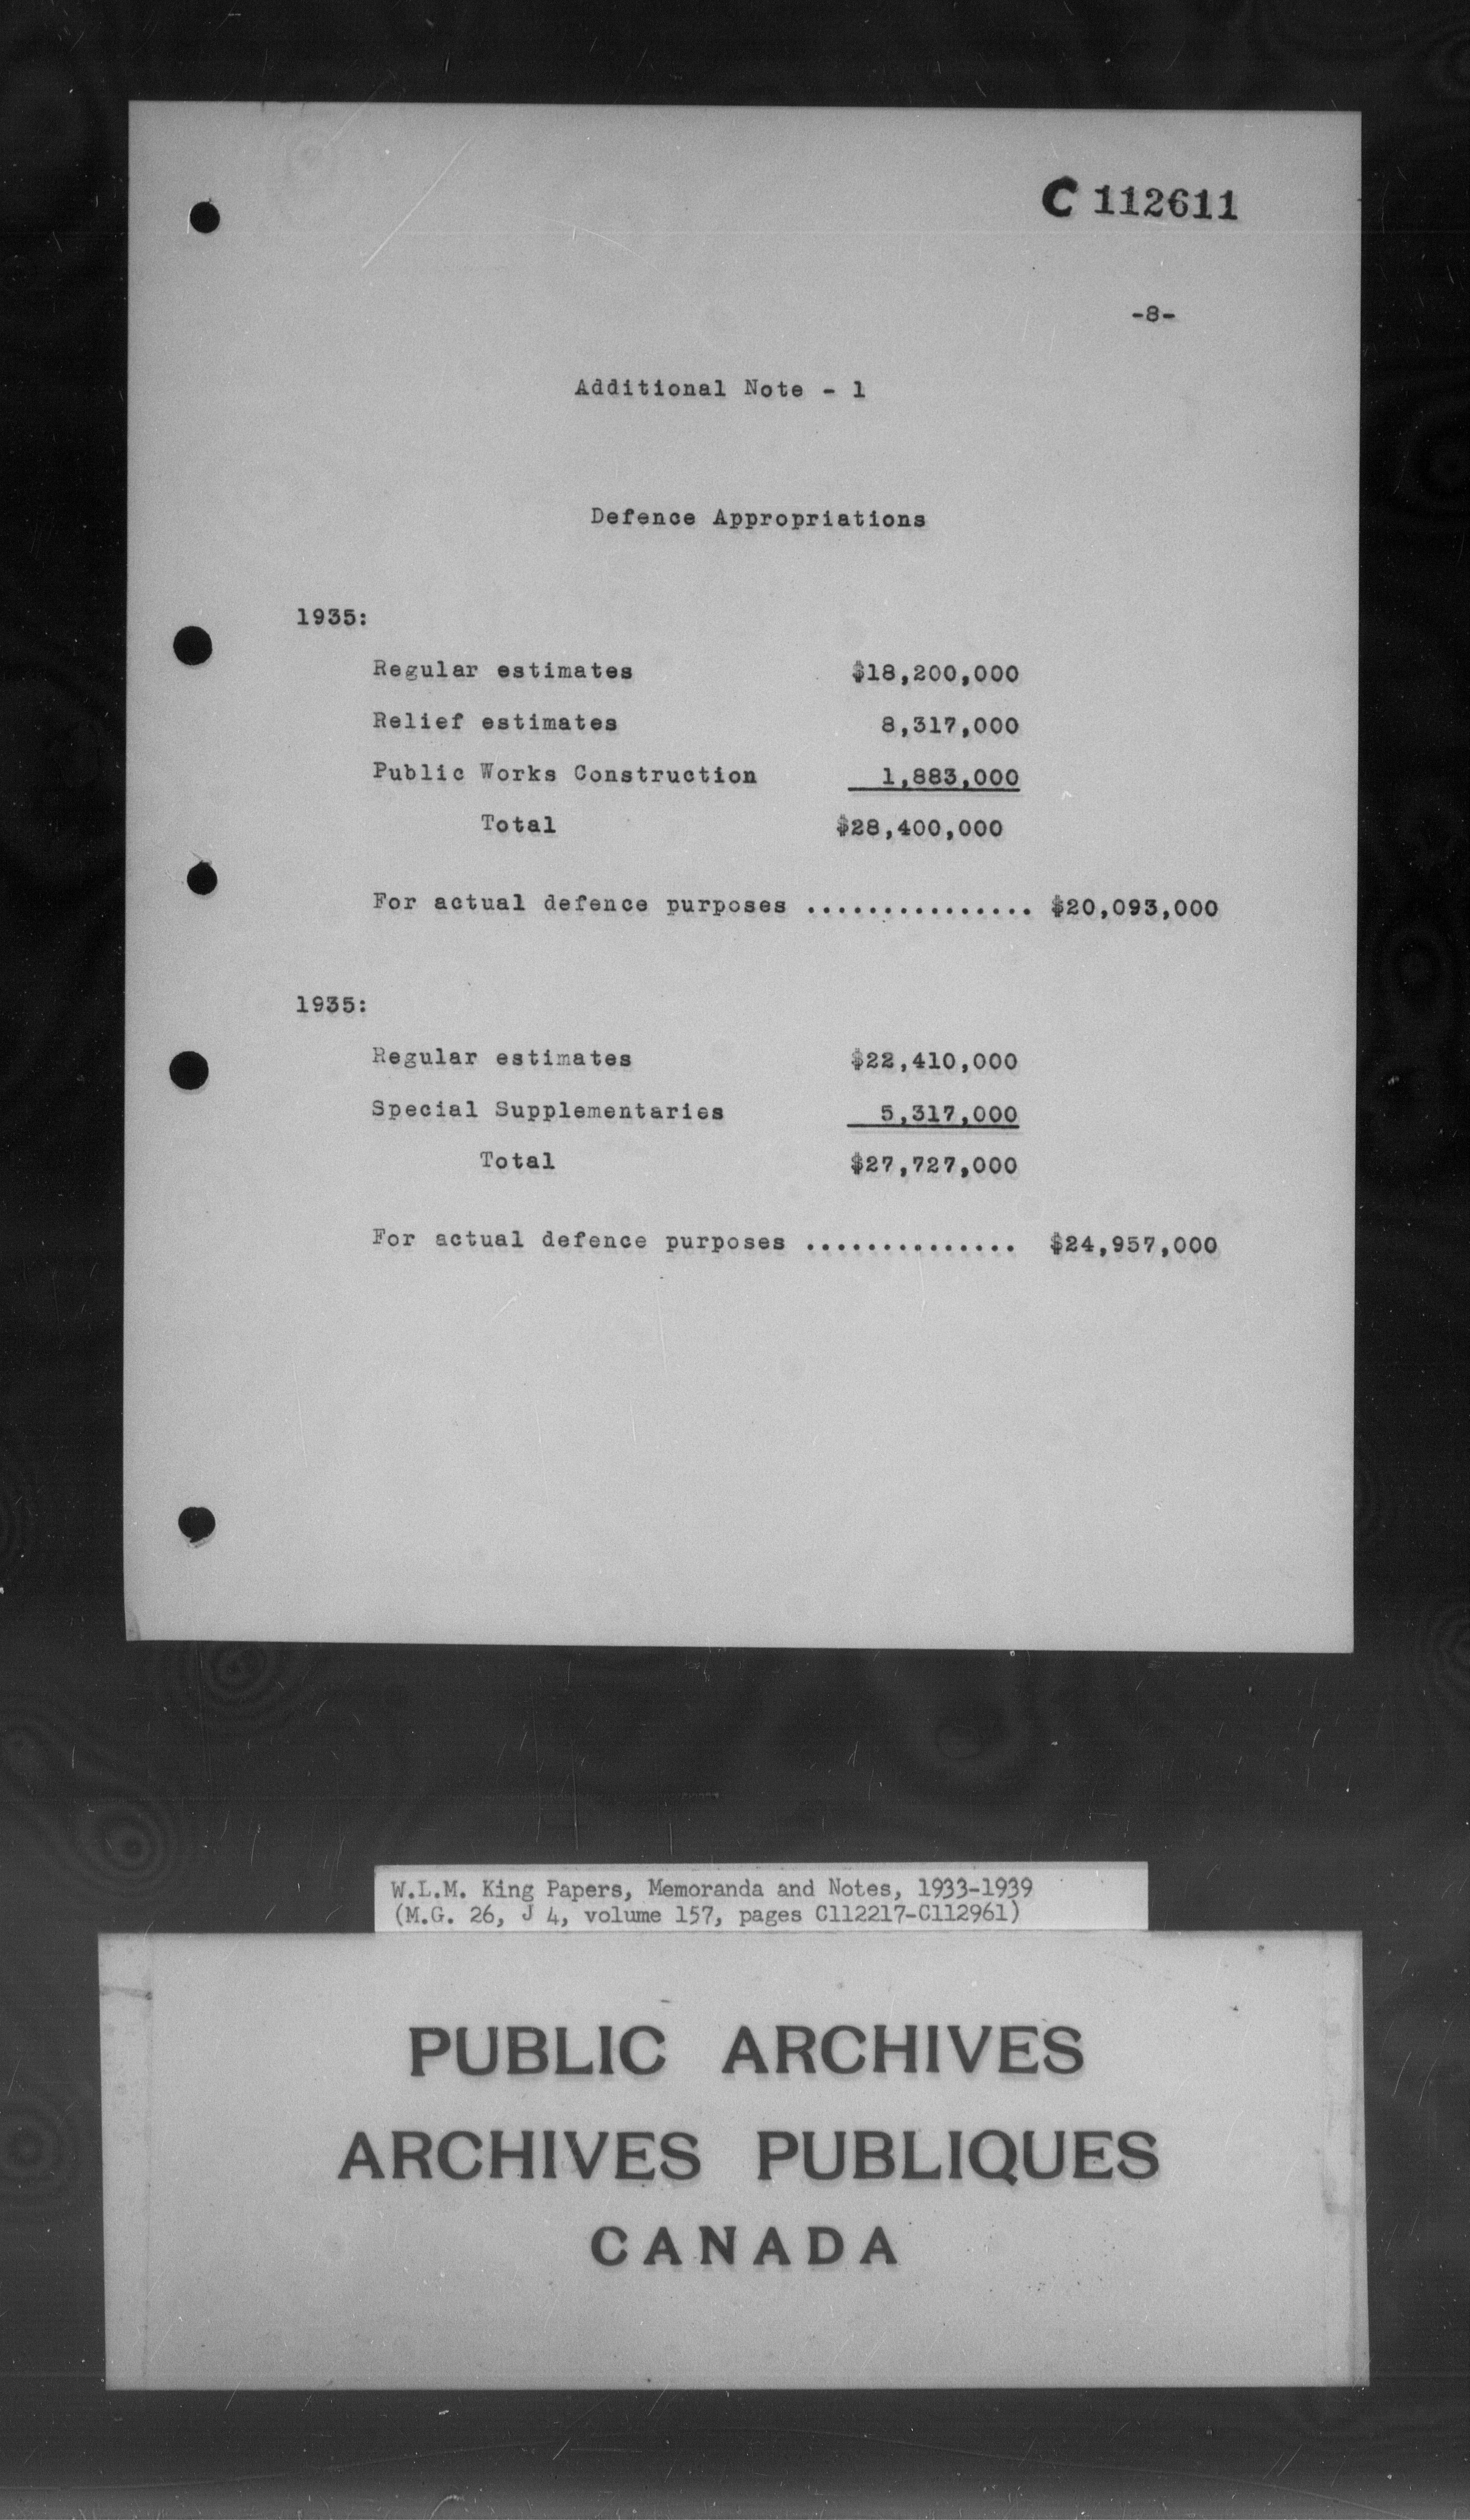 C 112611
-8-
Additional Note - 1
Defence Appropriations
1935:
Regular estimates $18,200,000
Relief estimates 8,317,000
Public Works Construction 1,883,000
Total $28,400,000
For actual defence purposes ............... $20,093,000
1935:
Regular estimates $22,410,000
Special Supplementaries 5,317,000
Total $27,727,000
For actual defence purposes .............. $24,957,000
W.L.M. King Papers, Memoranda and Notes, 1933-1939
(M.G. 26, J 4, volume 157, pages C112217-C112961)
PUBLIC ARCHIVES
ARCHIVES PUBLIQUES
CANADA